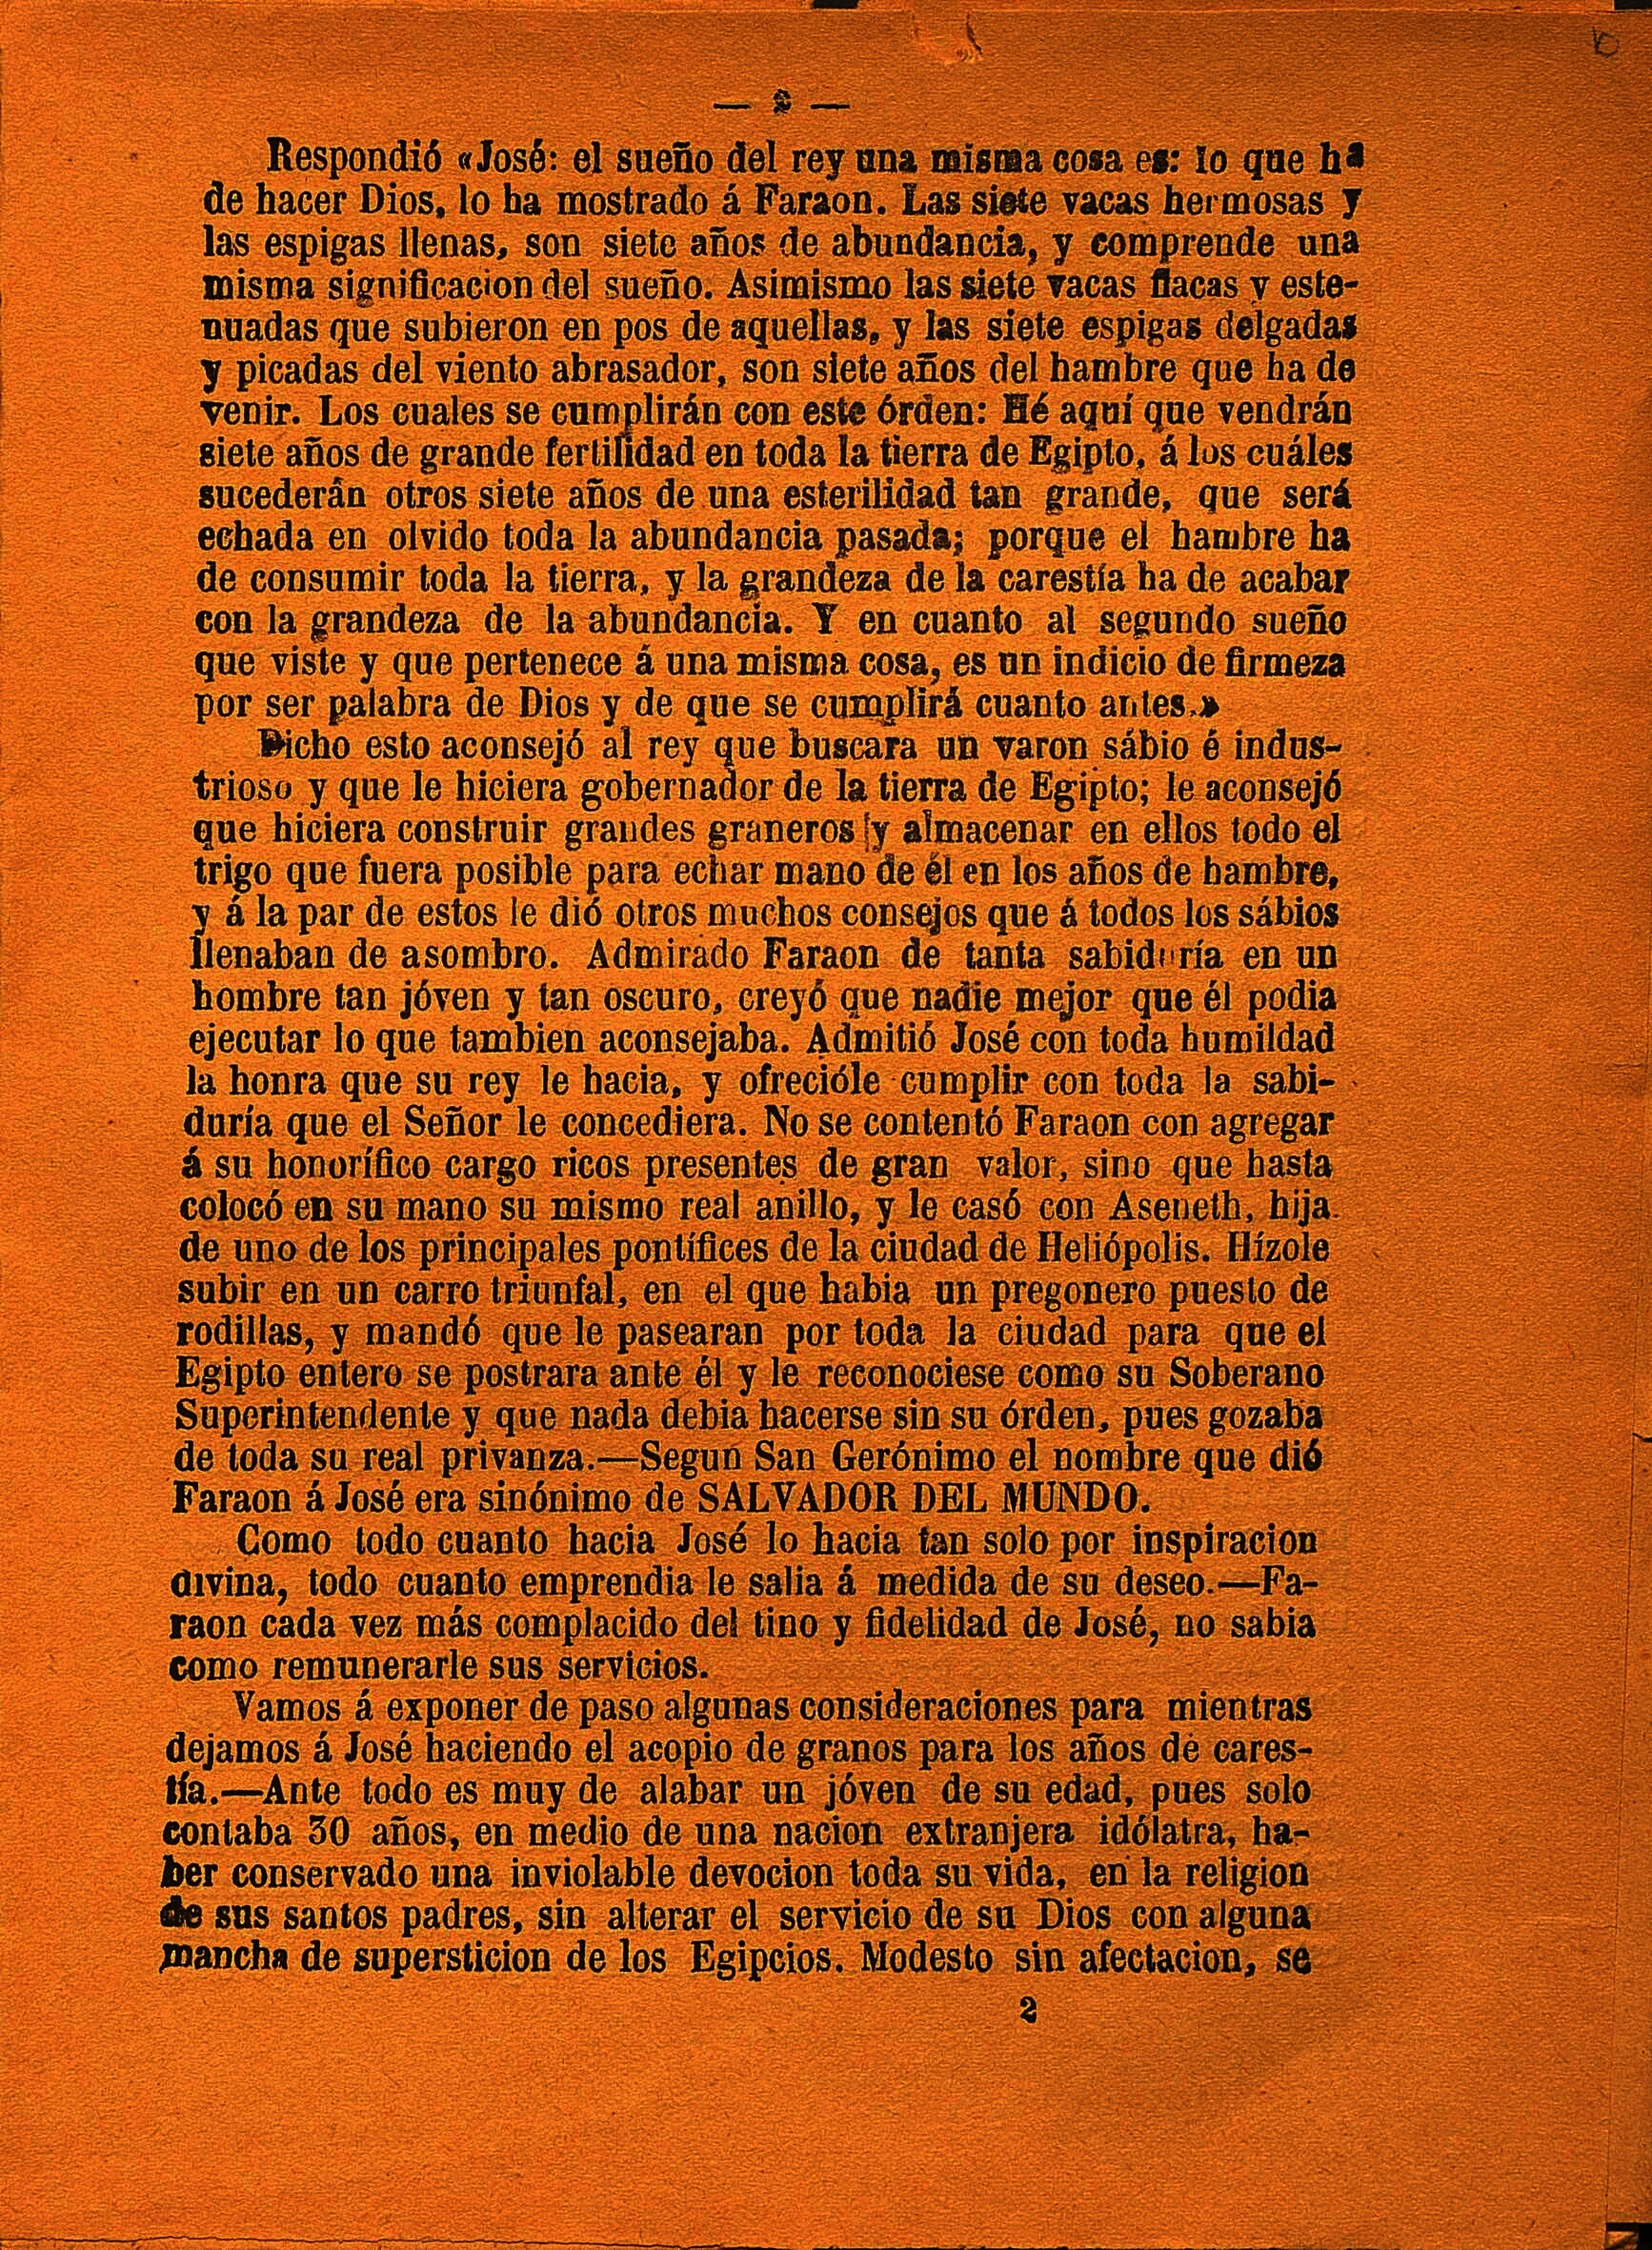 Respondió «José: el sueño del rey una misma cosa es: lo que ha
de hacer Dios, lo ha mostrado á Faraon. Las siete vacas hermosas y
las espigas llenas, son siete años de abundancia, y comprende una
misma significacion del sueño. Asimismo las siete vacas flacas y este-
nuadas que subieron en pos de aquellas, y las siete espigas delgadas
y picadas del viento abrasador, son siete años del hambre que ha de
venir. Los cuales se cumplirán con este órden: Hé aquí que vendrán
siete años de grande fertilidad en toda la tierra de Egipto, á los cuáles
sucederán otros siete años de una esterilidad tan grande, que será
echada en olvido toda la abundancia pasada; porque el hambre ha
de consumir toda la tierra, y la grandeza de la carestía ha de acabar
con la grandeza de la abundancia. Y en cuanto al segundo sueño
que viste y que pertenece á una misma cosa, es un indicio de firmeza
por ser palabra de Dios y de que se cumplirá cuanto antes.»
Dicho esto aconsejó al rey que buscara un varon sábio é indus-
trioso y que le hiciera gobernador de la tierra de Egipto; le aconsejó
que hiciera construir grandes graneros y almacenar en ellos todo el
trigo que fuera posible para echar mano de él en los años de hambre,
y á la par de estos le dió otros muchos consejos que á todos los sábios
llenaban de asombro. Admirado Faraon de tanta sabiduría en un
hombre tan jóven y tan oscuro, creyó que nadie mejor que él podia
ejecutar lo que tambien aconsejaba. Admitió José con toda humildad
la honra que su rey le hacia, y ofrecióle cumplir con toda la sabi-
duría que el Señor le concediera. No se contentó Faraon con agregar
á su honorífico cargo ricos presentes de gran valor, sino que hasta
colocó en su mano su mismo real anillo, y le casó con Aseneth, hija
de uno de los principales pontífices de la ciudad de Heliópolis. Hízole
subir en un carro triunfal, en el que habia un pregonero puesto de
rodillas, y mandó que le pasearan por toda la ciudad para que el
Egipto entero se postrara ante él y le reconociese como su Soberano
Superintendente y que nada debia hacerse sin su órden, pues gozaba
de toda su real privanza.—Segun San Gerónimo el nombre que dió
Faraon á José era sinónimo de SALVADOR DEL MUNDO.
Como todo cuanto hacia José lo hacia tan solo por inspiracion
divina, todo cuanto emprendia le salia á medida de su deseo.—Fa-
raon cada vez más complacido del tino y fidelidad de José, no sabia
como remunerarle sus servicios.
Vamos á exponer de paso algunas consideraciones para mientras
dejamos á José haciendo el acopio de granos para los años de cares-
tía.—Ante todo es muy de alabar un jóven de su edad, pues solo
contaba 30 años, en medio de una nacion extranjera idólatra, ha-
ber conservado una inviolable devocion toda su vida, en la religion
de sus santos padres, sin alterar el servicio de su Dios con alguna
mancha de supersticion de los Egipcios. Modesto sin afectacion, se
2